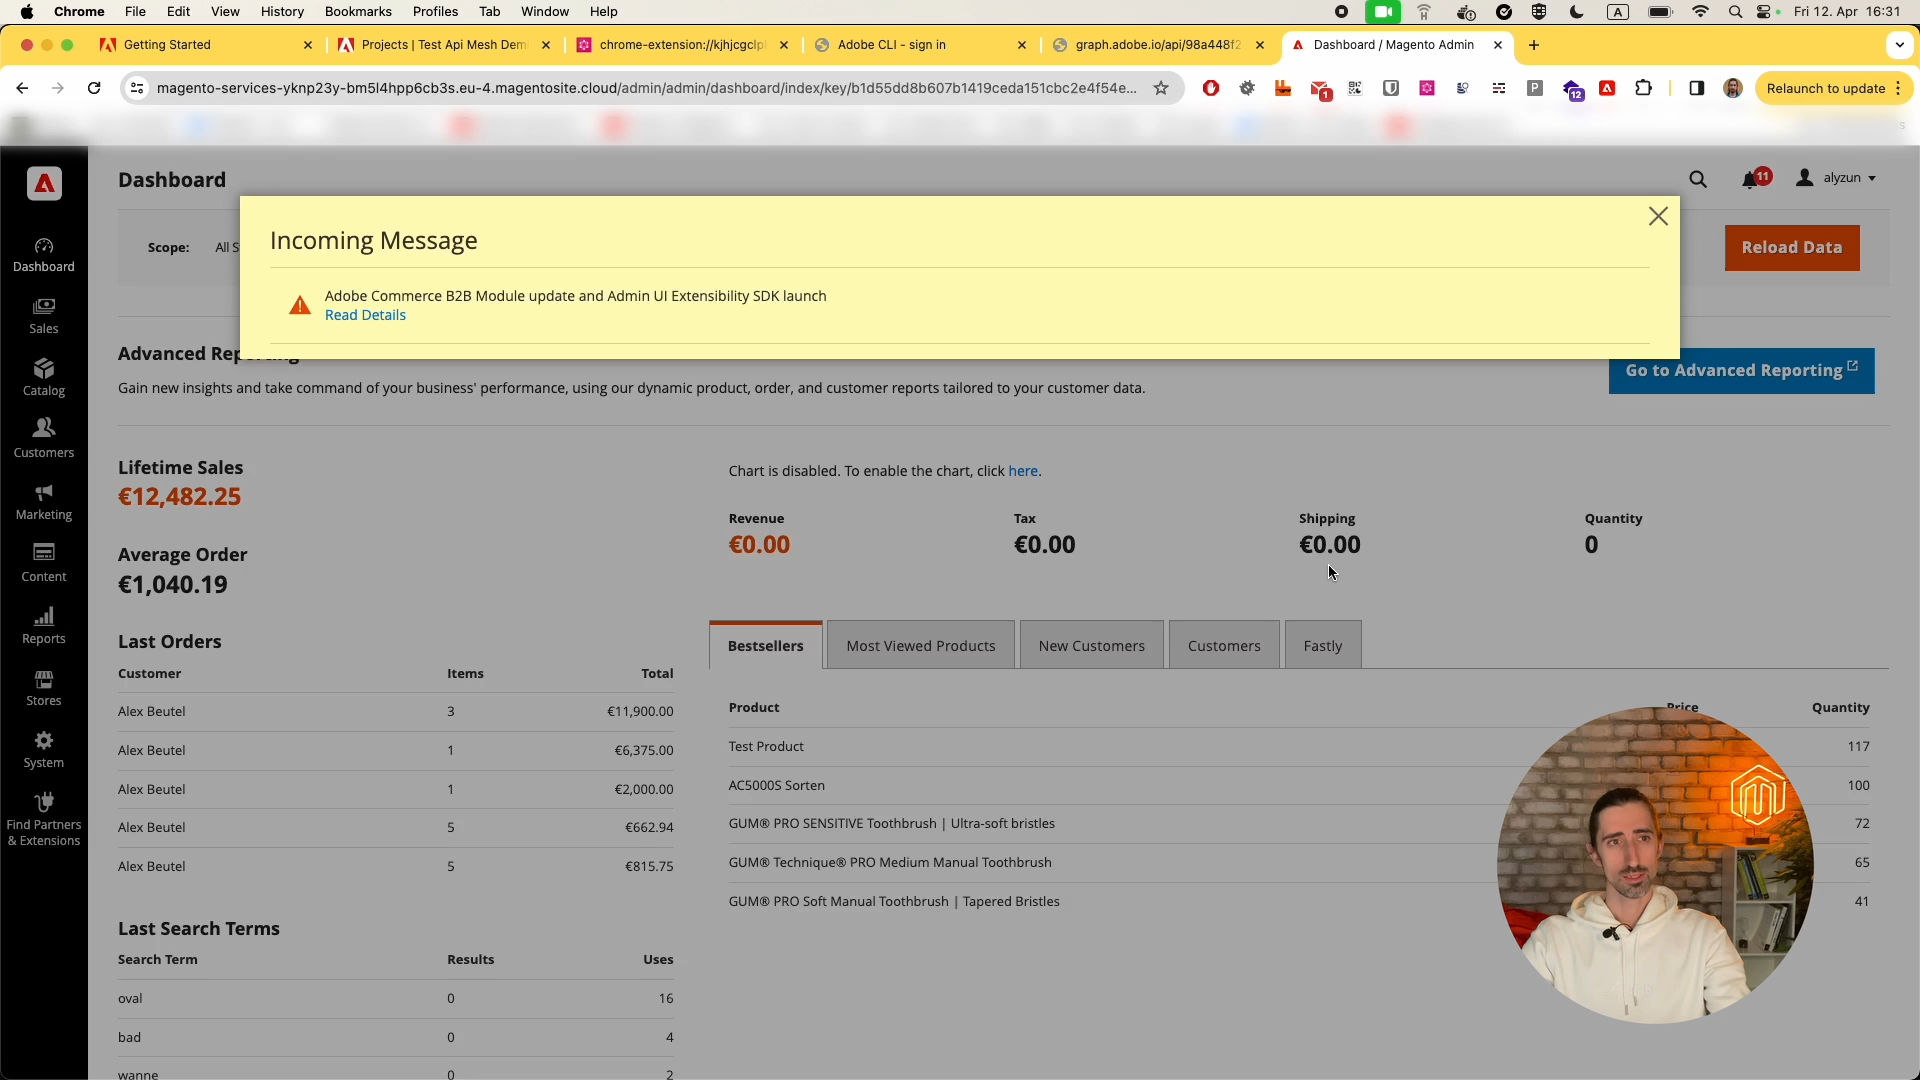 Chrome File Edit View History Bookmarks Profiles Tab Window Help
A Fri 12. Apr 16:31
Getting Started
Projects | Test Api Mesh Dem
chrome-extension://kjhjcgclp
Adobe CLI - sign in
graph.adobe.io/api/98a448f2
Dashboard / Magento Admin
magento-services-yknp23y-bm5l4hpp6cb3s.eu-4.magentosite.cloud/admin/admin/dashboard/index/key/b1d55dd8b607b1419ceda151cbc2e4f54e...
1
P
12
Relaunch to update
Dashboard
11
alyzun
Scope: All S
Reload Data
Incoming Message
Adobe Commerce B2B Module update and Admin UI Extensibility SDK launch
Read Details
Advanced Reporting
Go to Advanced Reporting
Gain new insights and take command of your business' performance, using our dynamic product, order, and customer reports tailored to your customer data.
Dashboard
Sales
Catalog
Customers
Marketing
Content
Reports
Stores
System
Find Partners
& Extensions
Lifetime Sales
€12,482.25
Average Order
€1,040.19
Last Orders
Customer Items Total
Alex Beutel 3 €11,900.00
Alex Beutel 1 €6,375.00
Alex Beutel 1 €2,000.00
Alex Beutel 5 €662.94
Alex Beutel 5 €815.75
Last Search Terms
Search Term Results Uses
oval 0 16
bad 0 4
wanne 0 2
Chart is disabled. To enable the chart, click here.
Revenue Tax Shipping Quantity
€0.00 €0.00 €0.00 0
Bestsellers Most Viewed Products New Customers Customers Fastly
Product Price Quantity
Test Product 117
AC5000S Sorten 100
GUM® PRO SENSITIVE Toothbrush | Ultra-soft bristles 72
GUM® Technique® PRO Medium Manual Toothbrush 65
GUM® PRO Soft Manual Toothbrush | Tapered Bristles 41